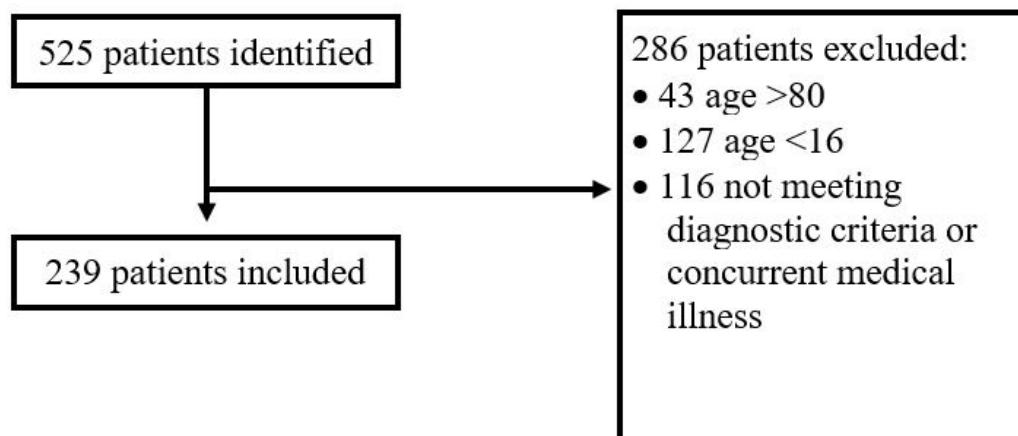 525 patients identified
239 patients included
286 patients excluded:
• 43 age >80
• 127 age <16
• 116 not meeting
diagnostic criteria or
concurrent medical
illness